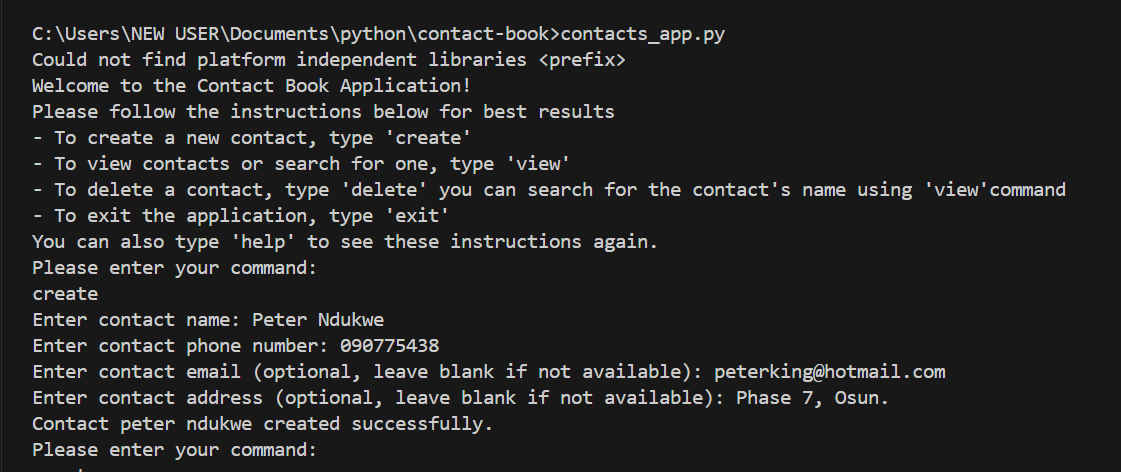 C:\Users\NEW USER\Documents\python\contact-book>contacts_app.py
Could not find platform independent libraries <prefix>
Welcome to the Contact Book Application!
Please follow the instructions below for best results
- To create a new contact, type 'create'
- To view contacts or search for one, type 'view'
- To delete a contact, type 'delete' you can search for the contact's name using 'view'command
- To exit the application, type 'exit'
You can also type 'help' to see these instructions again.
Please enter your command:
create
Enter contact name: Peter Ndukwe
Enter contact phone number: 090775438
Enter contact email (optional, leave blank if not available): peterking@hotmail.com
Enter contact address (optional, leave blank if not available): Phase 7, Osun.
Contact peter ndukwe created successfully.
Please enter your command: